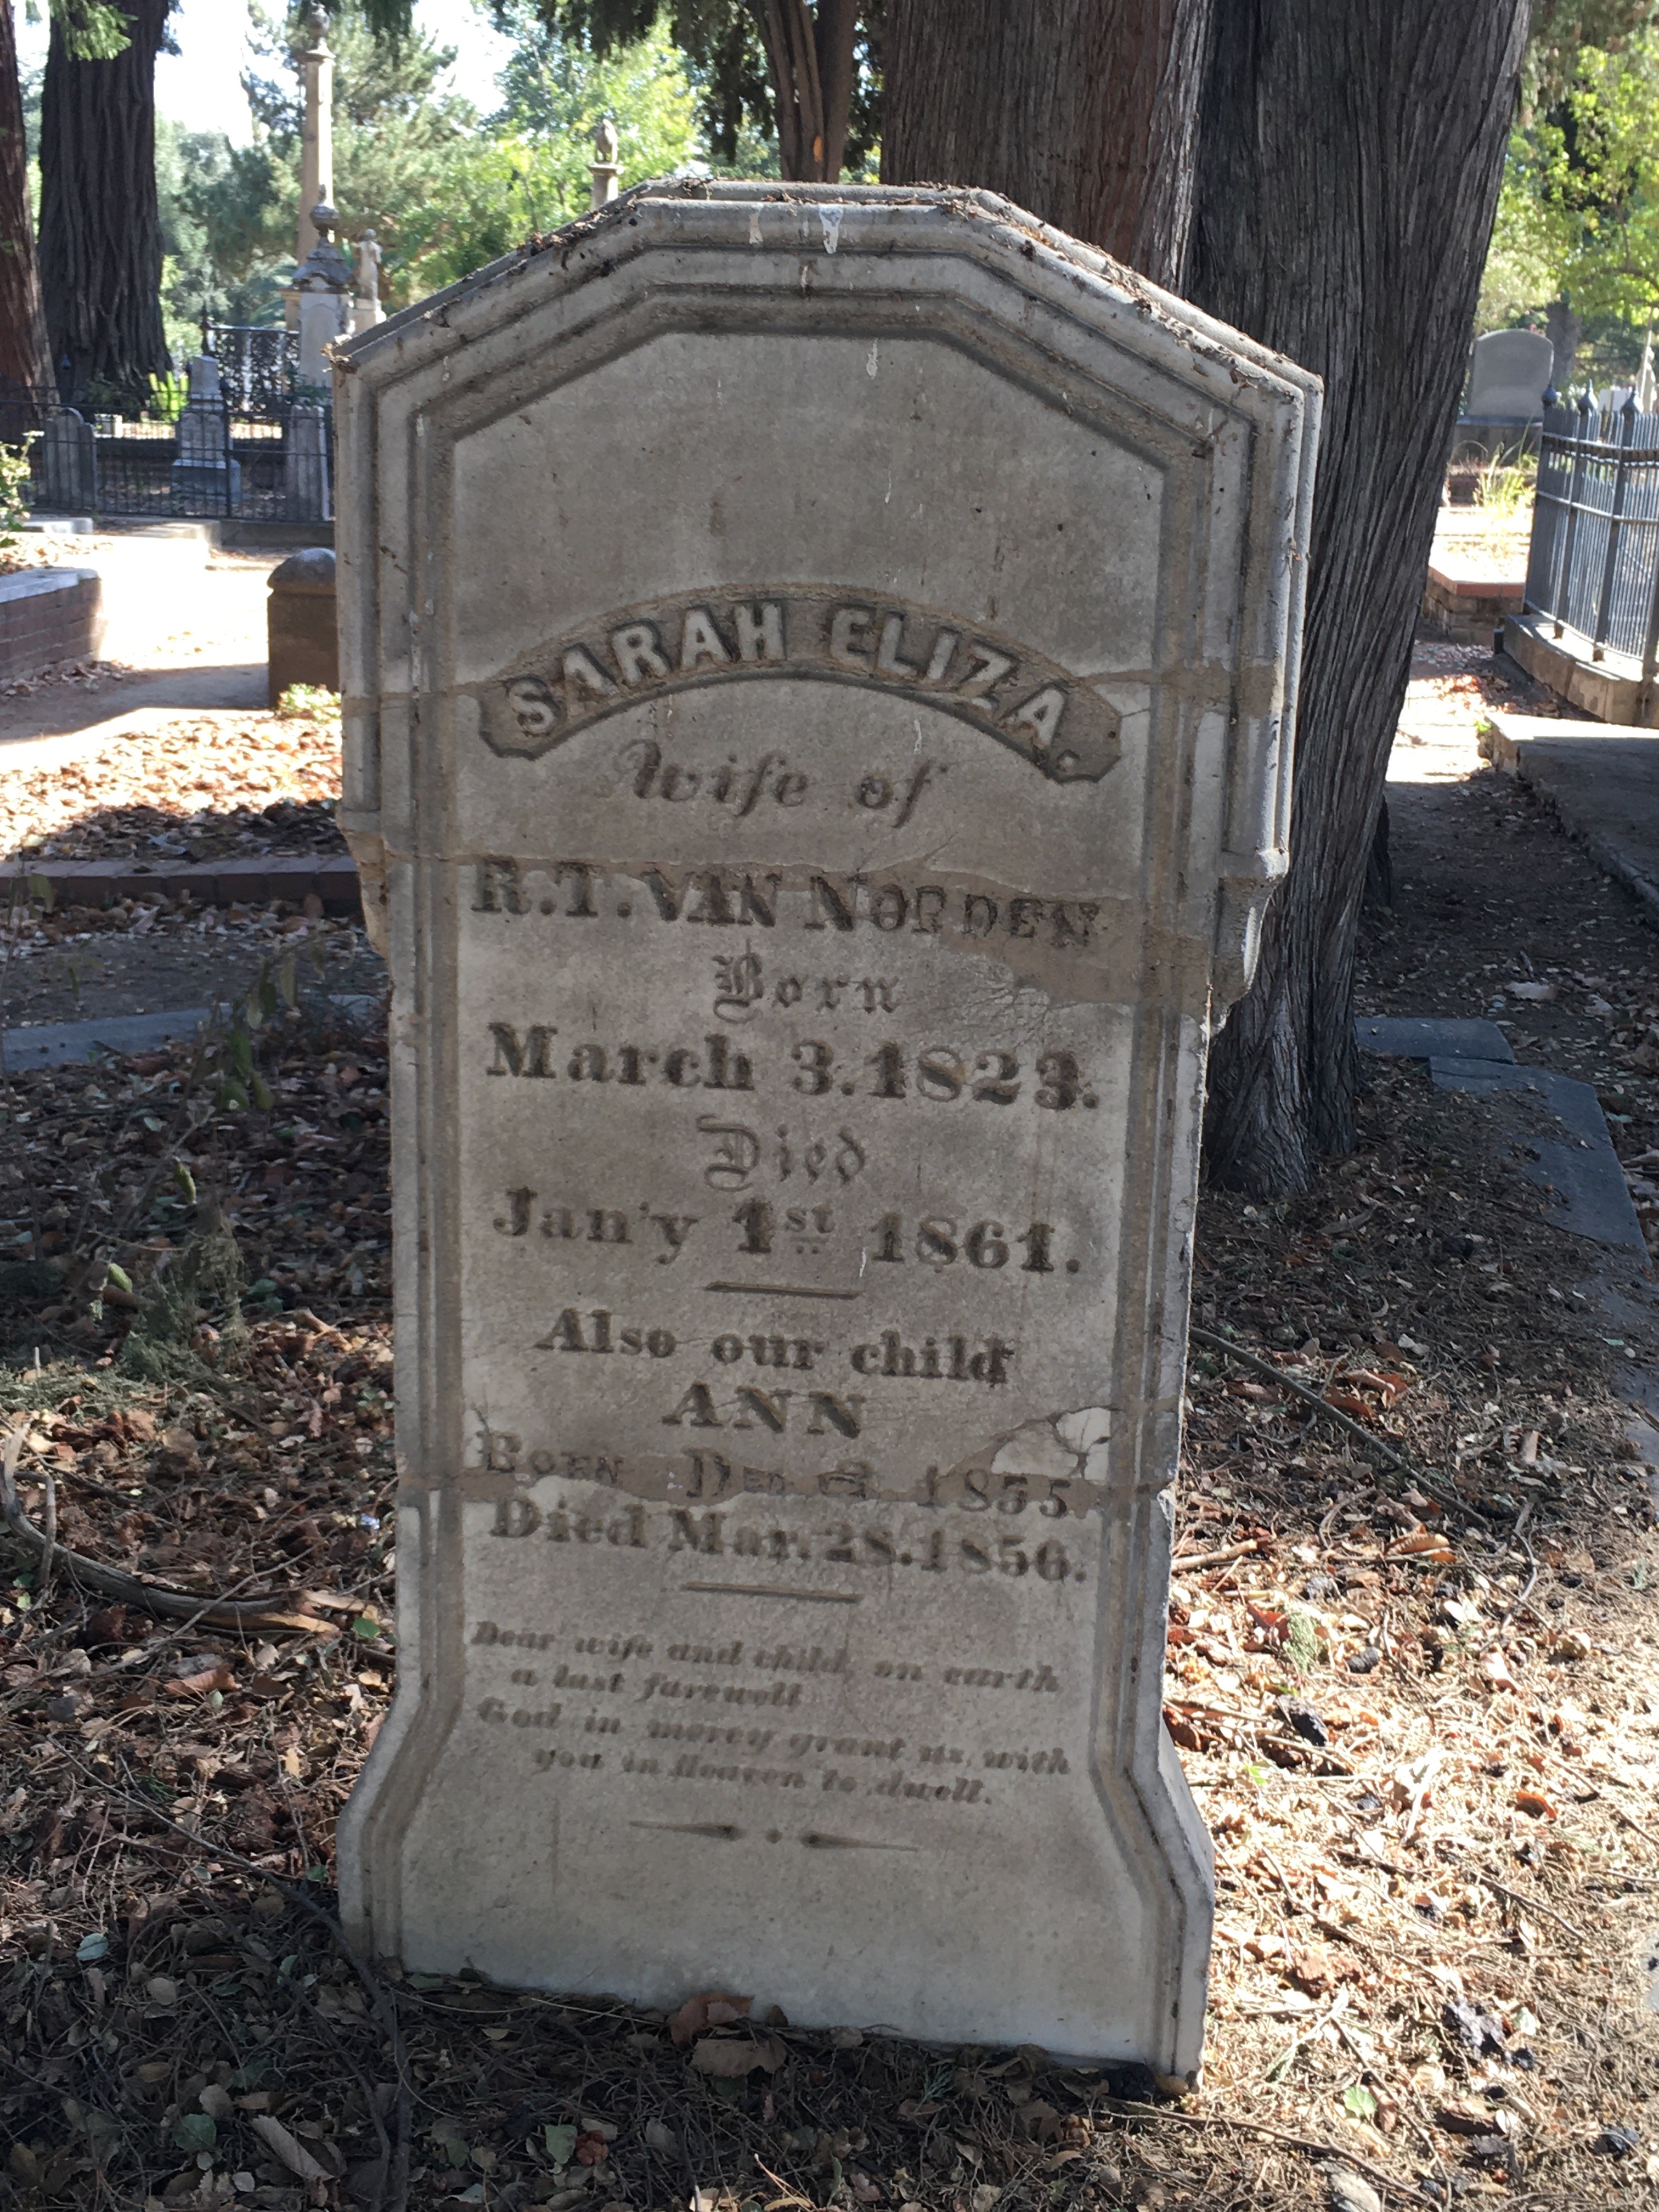 SARAH ELIZA.
wife of
R.T. VAN NORDEN
Born
March 3. 1823.
Died
Jan'y 1st 1861.
Also our child
ANN
BORN 1855.
Died Mar. 28. 1856.
Dear wife and child, on earth
a last farewell
God in mercy grant us, with
you in Heaven to dwell.